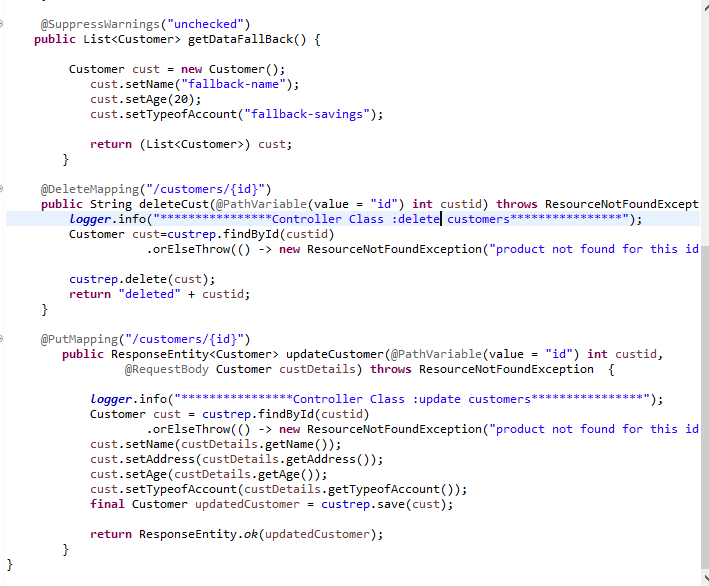 @SuppressWarnings("unchecked")
public List<Customer> getDataFallBack() {
Customer cust = new Customer();
cust.setName("fallback-name");
cust.setAge(20);
cust.setTypeofAccount("fallback-savings");
return (List<Customer>) cust;
}
@DeleteMapping("/customers/{id}")
public String deleteCust(@PathVariable(value = "id") int custid) throws ResourceNotFoundExcept
logger.info("****************Controller Class :delete customers****************");
Customer cust=custrep.findById(custid)
.orElseThrow(() -> new ResourceNotFoundException("product not found for this id
custrep.delete(cust);
return "deleted" + custid;
}
@PutMapping("/customers/{id}")
public ResponseEntity<Customer> updateCustomer(@PathVariable(value = "id") int custid,
@RequestBody Customer custDetails) throws ResourceNotFoundException  {
logger.info("****************Controller Class :update customers****************");
Customer cust = custrep.findById(custid)
.orElseThrow(() -> new ResourceNotFoundException("product not found for this id
cust.setName(custDetails.getName());
cust.setAddress(custDetails.getAddress());
cust.setAge(custDetails.getAge());
cust.setTypeofAccount(custDetails.getTypeofAccount());
final Customer updatedCustomer = custrep.save(cust);
return ResponseEntity.ok(updatedCustomer);
}
}